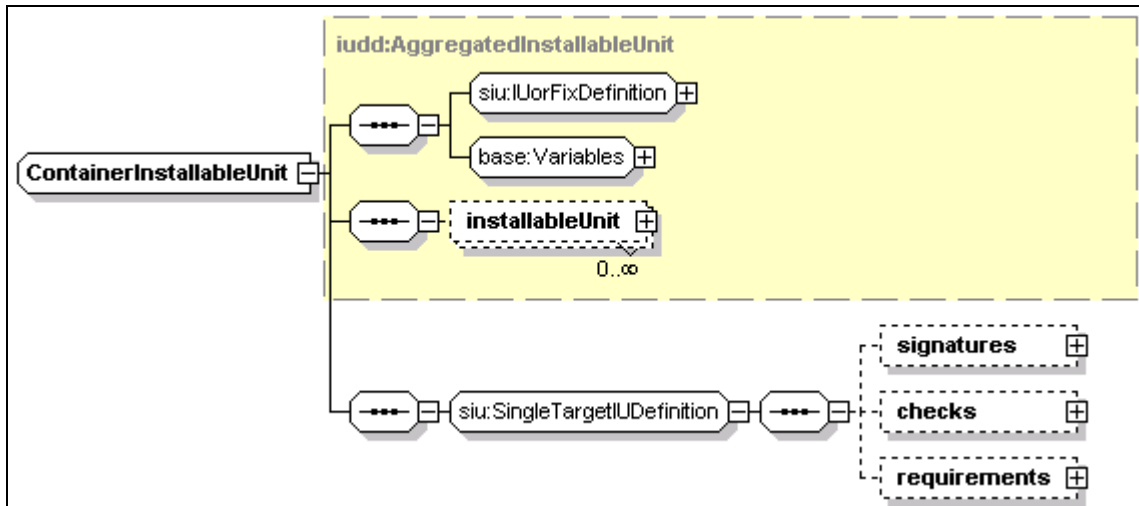 iudd:AggregatedInstallableUnit
siu:IUorFixDefinition
base:Variables
ContainerInstallableUnit
installableUnit
0..∞
signatures
siu:SingleTargetIUDefinition
checks
requirements